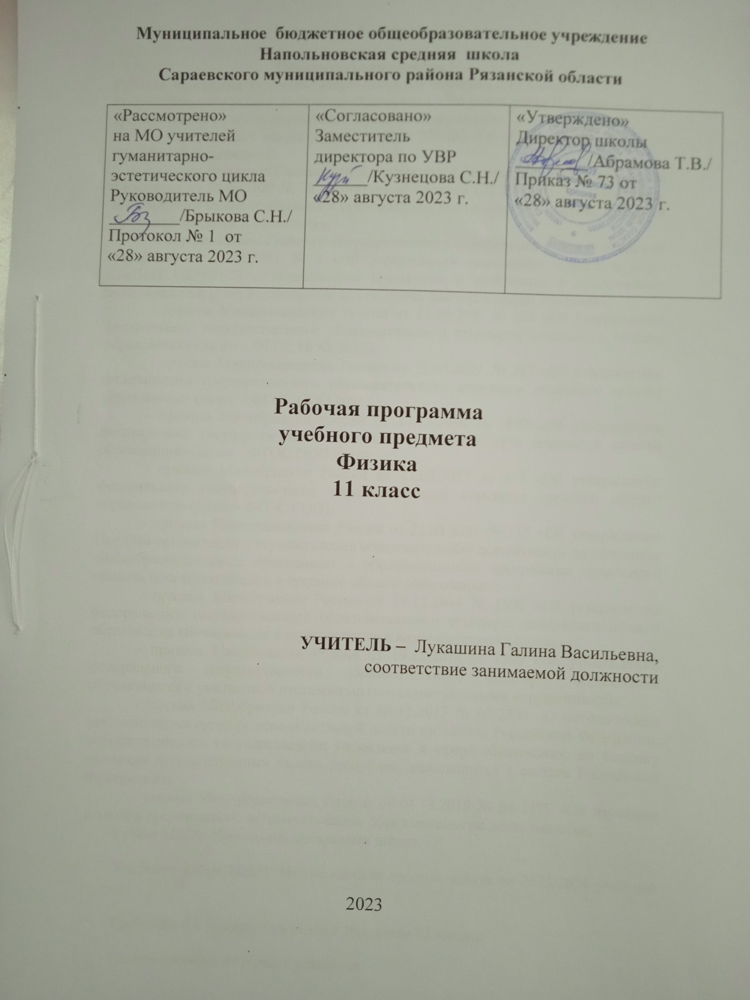 Муниципальное бюджетное общеобразовательное учреждение
Напольновская средняя школа
Сараевского муниципального района Рязанской области
«Рассмотрено»
на МО учителей
гуманитарно-
эстетического цикла
Руководитель МО
/Брыкова С.Н./
Протокол № 1 от
«28» августа 2023 г.
«Согласовано»
Заместитель
директора по УВР
/Кузнецова С.Н./
«28» августа 2023 г.
«Утверждено»
Директор школы
/Абрамова Т.В./
Приказ № 73 от
«28» августа 2023 г.
Рабочая программа
учебного предмета
Физика
11 класс
УЧИТЕЛЬ – Лукашина Галина Васильевна,
соответствие занимаемой должности
2023